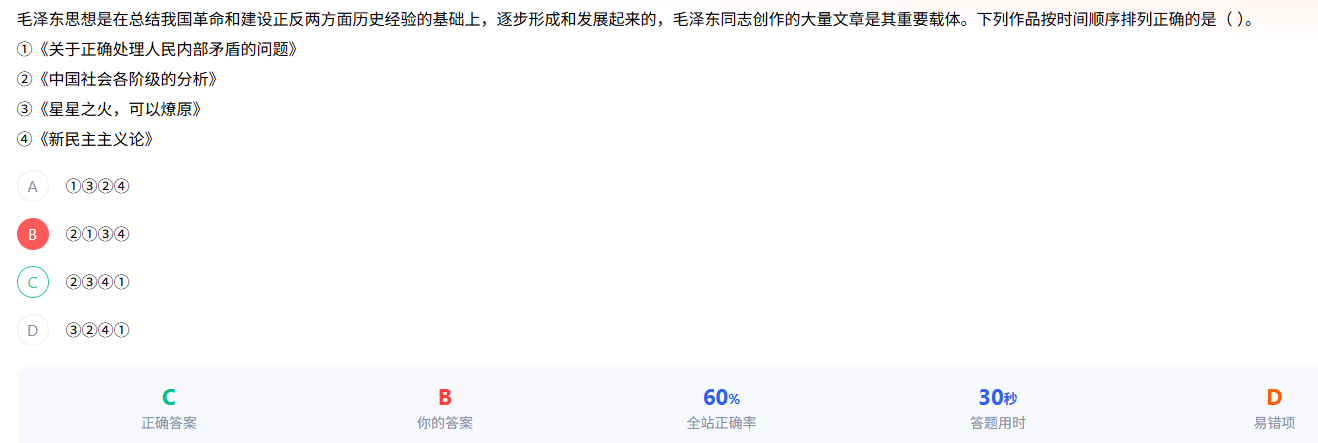 毛泽东思想是在总结我国革命和建设正反两方面历史经验的基础上，逐步形成和发展起来的，毛泽东同志创作的大量文章是其重要载体。下列作品按时间顺序排列正确的是（ ）。
①《关于正确处理人民内部矛盾的问题》
②《中国社会各阶级的分析》
③《星星之火，可以燎原》
④《新民主主义论》
A ①③②④
B ②①③④
C ②③④①
D ③②④①
C B 60% 30秒 D
正确答案 你的答案 全站正确率 答题用时 易错项